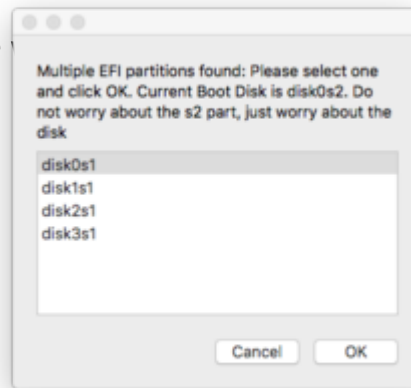 Multiple EFI partitions found: Please select one
and click OK. Current Boot Disk is disk0s2. Do
not worry about the s2 part, just worry about the
disk
disk0s1
disk1s1
disk2s1
disk3s1
Cancel
OK